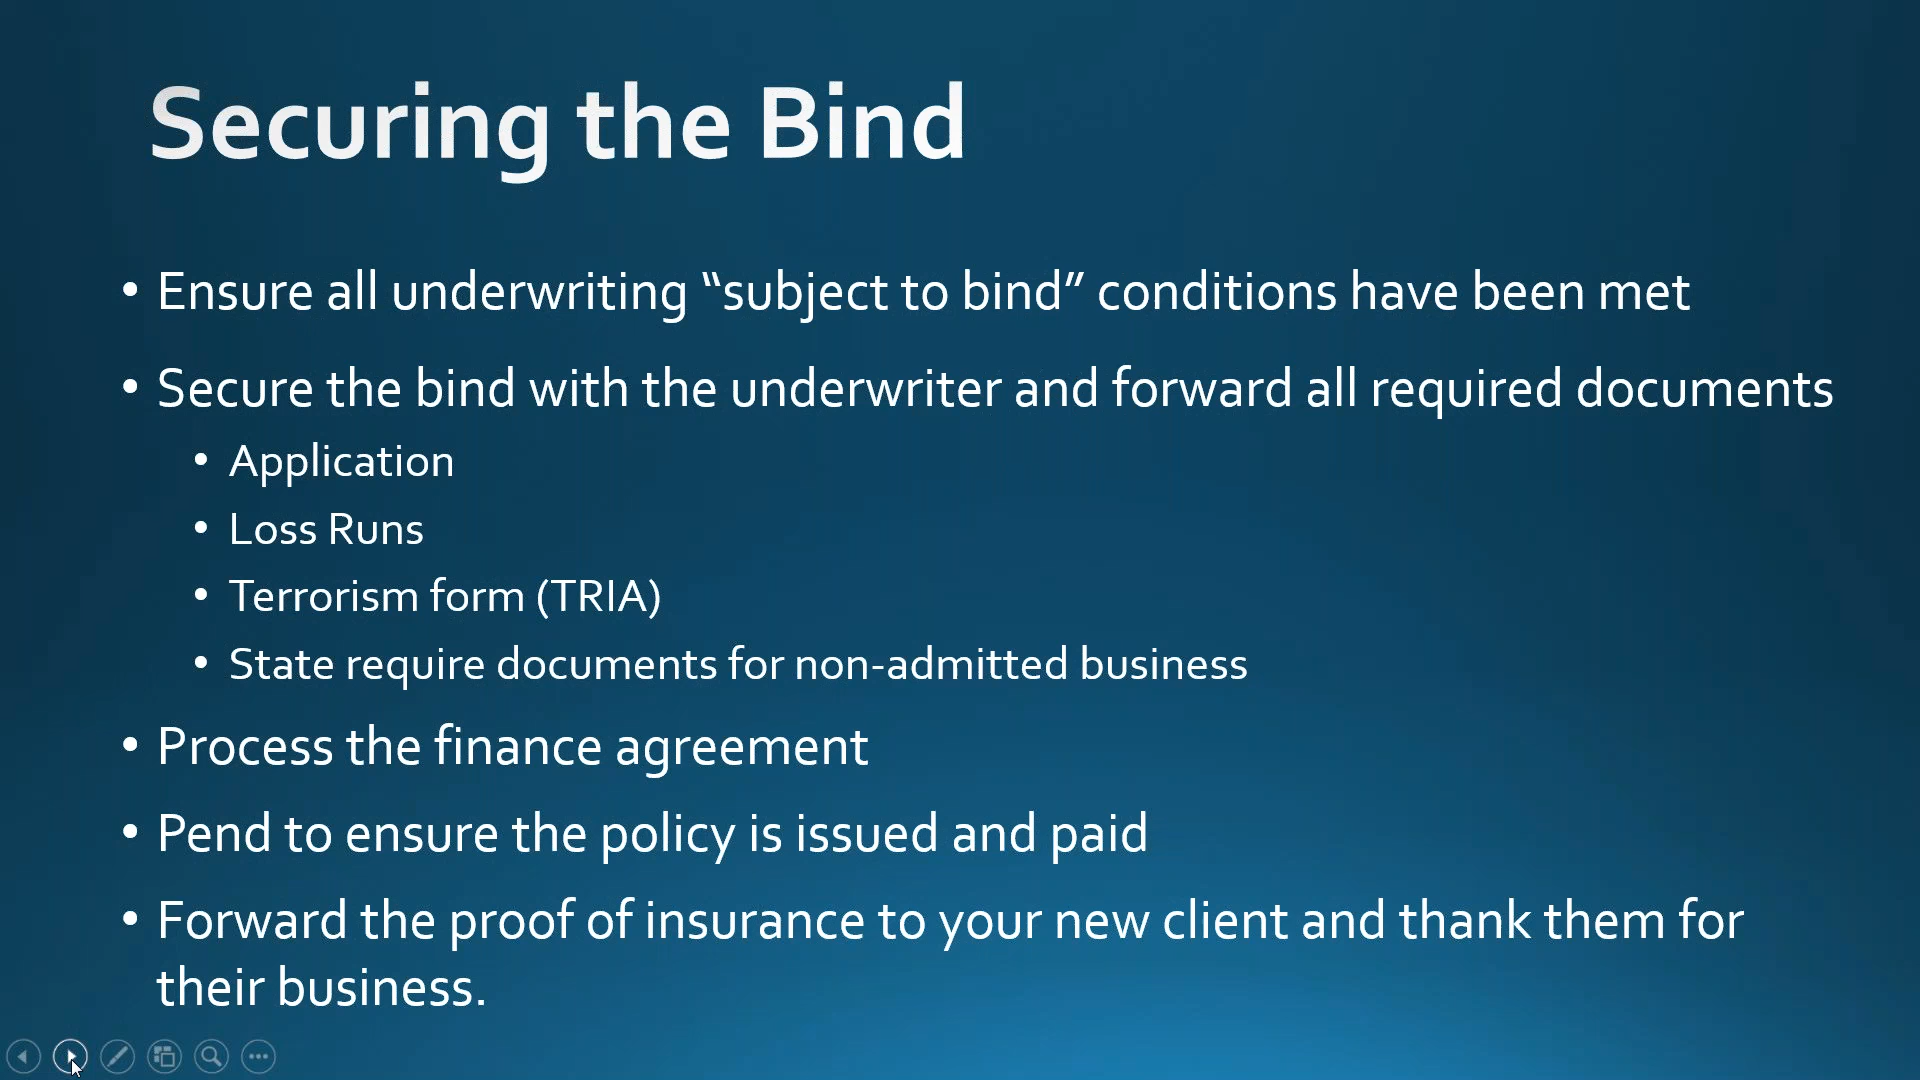 Securing the Bind
• Ensure all underwriting “subject to bind” conditions have been met
• Secure the bind with the underwriter and forward all required documents
• Application
• Loss Runs
• Terrorism form (TRIA)
• State require documents for non-admitted business
• Process the finance agreement
• Pend to ensure the policy is issued and paid
• Forward the proof of insurance to your new client and thank them for
their business.